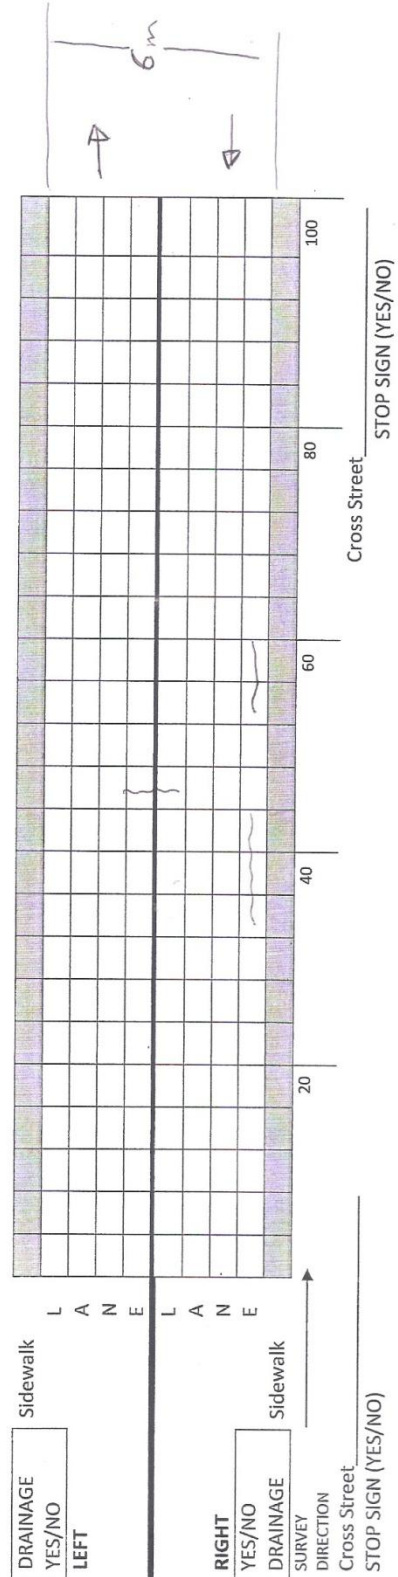 DRAINAGE
YES/NO
LEFT
Sidewalk
L
A
N
E
L
A
N
E
RIGHT
YES/NO
DRAINAGE
Sidewalk
SURVEY
DIRECTION
Cross Street
STOP SIGN (YES/NO)
20
40
60
80
100
Cross Street
STOP SIGN (YES/NO)
6 m